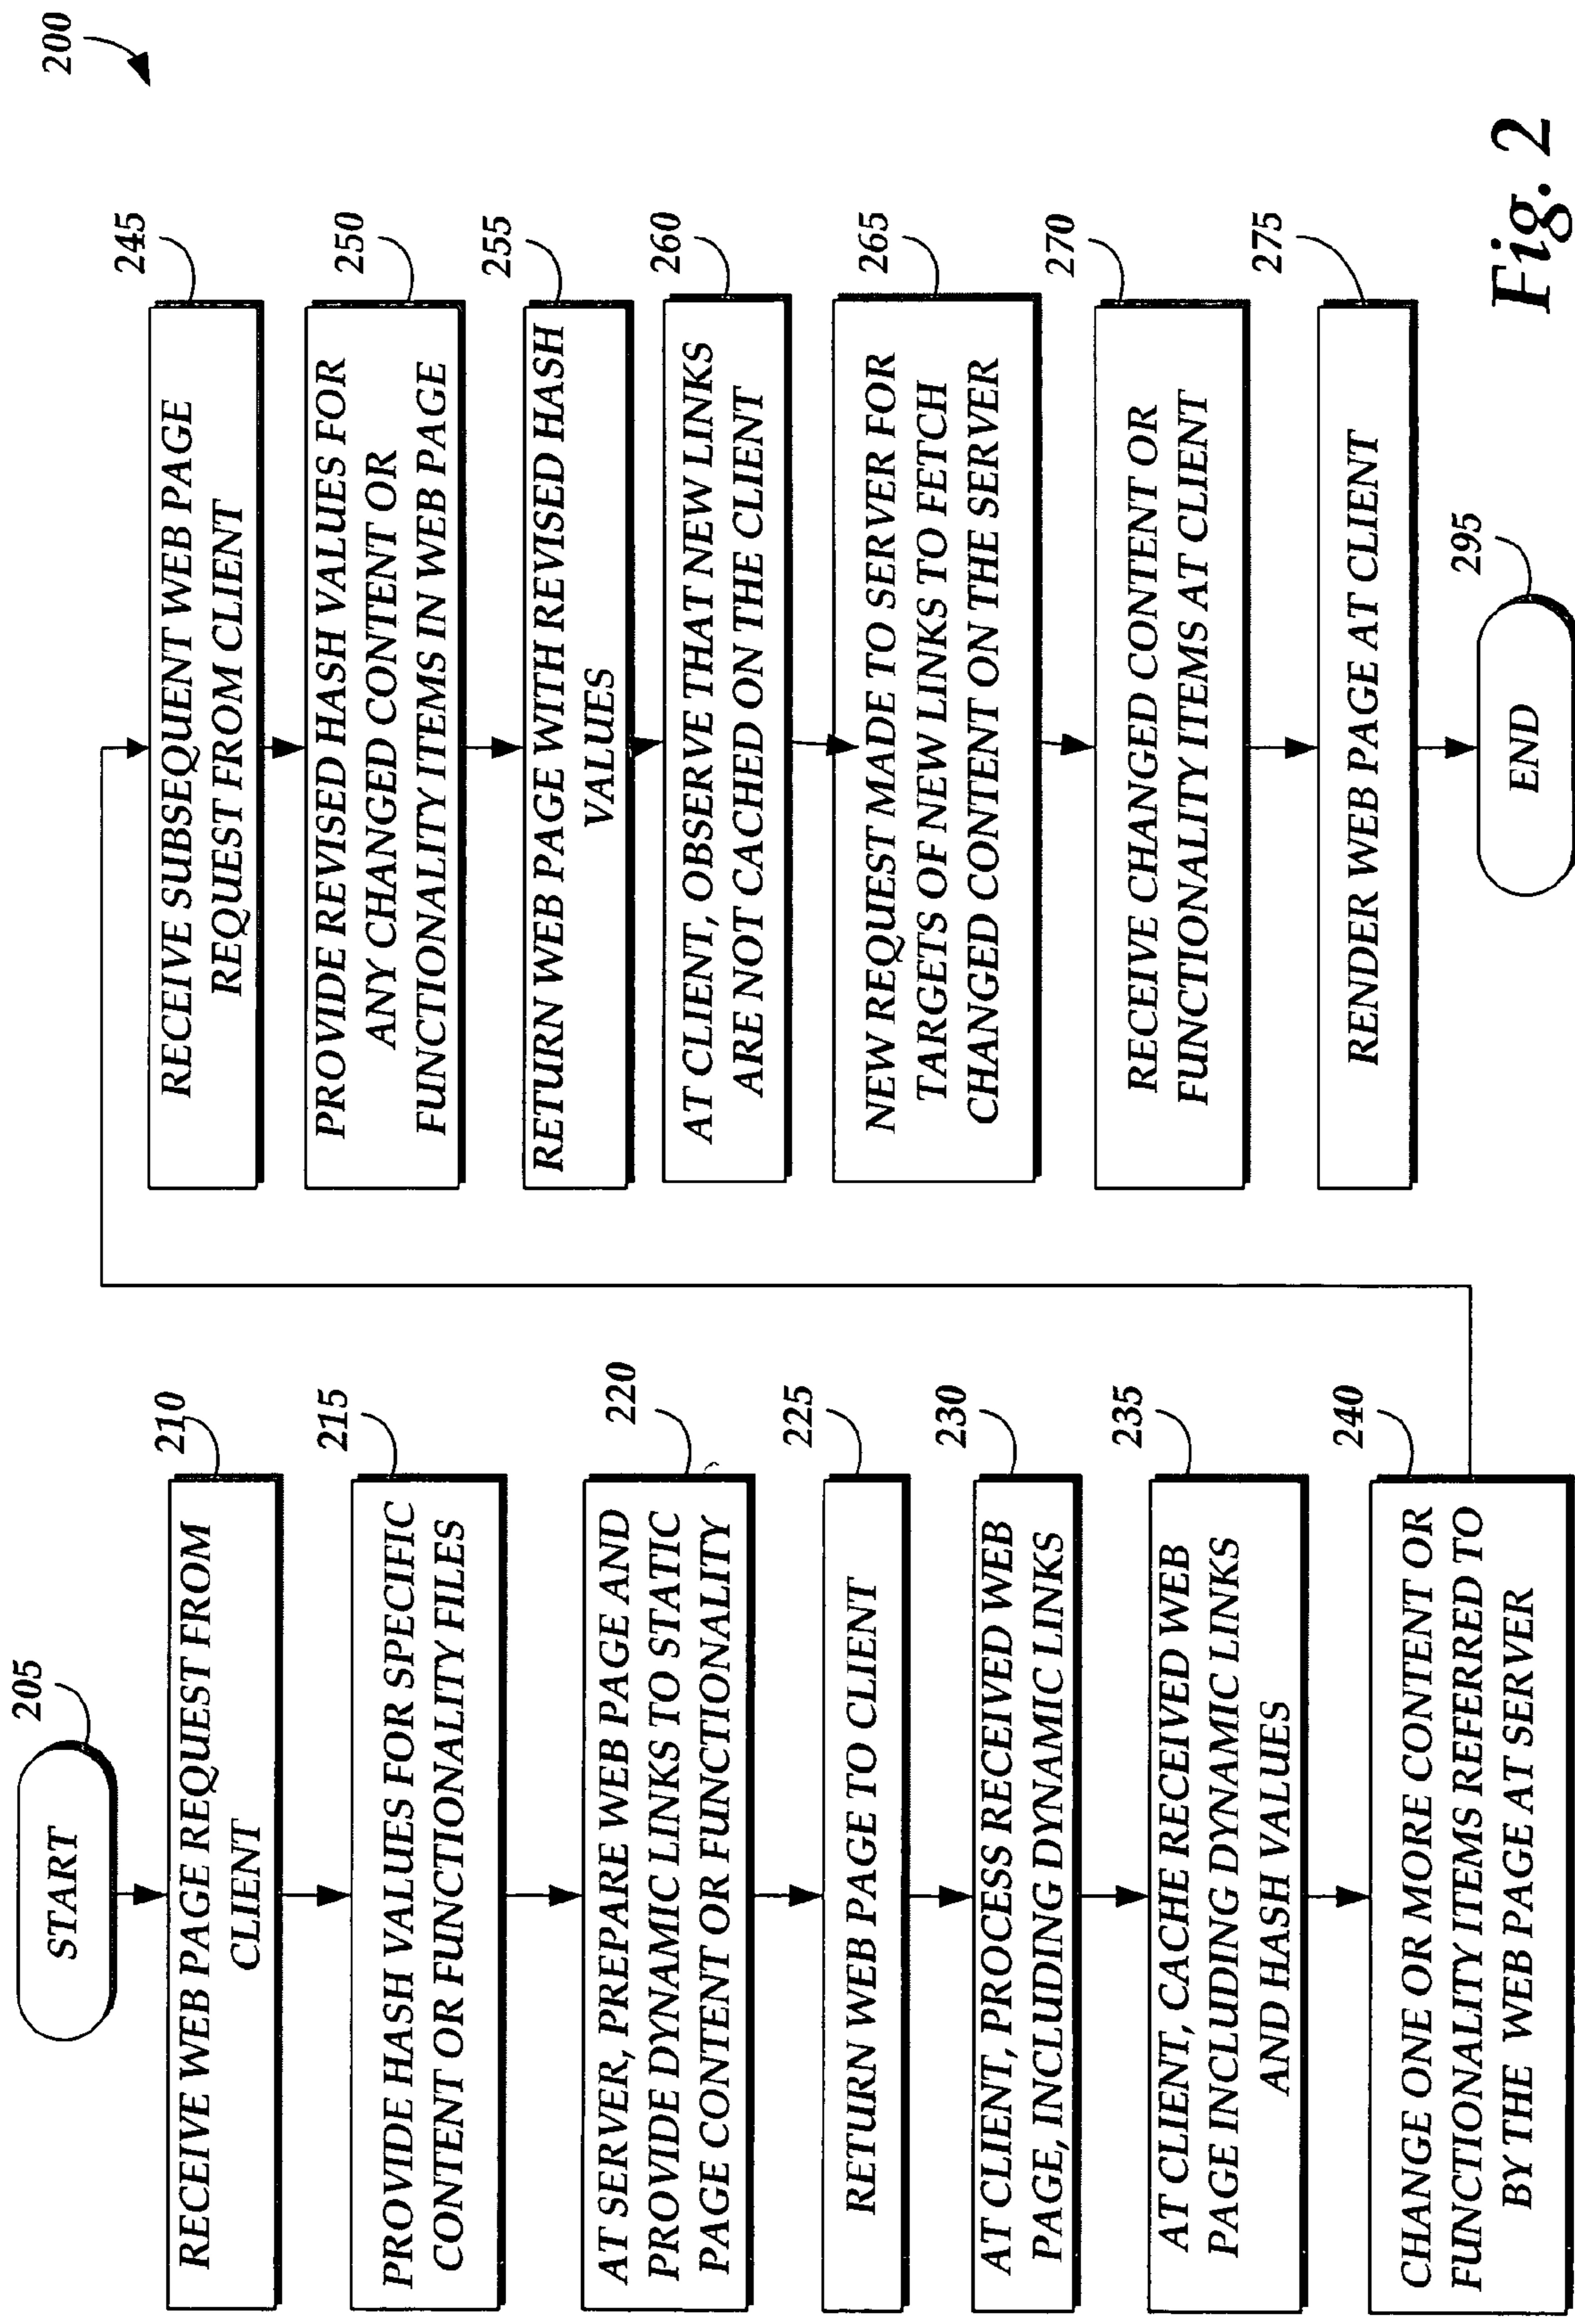 200
205
START
210
RECEIVE WEB PAGE REQUEST FROM
CLIENT
215
PROVIDE HASH VALUES FOR SPECIFIC
CONTENT OR FUNCTIONALITY FILES
220
AT SERVER, PREPARE WEB PAGE AND
PROVIDE DYNAMIC LINKS TO STATIC
PAGE CONTENT OR FUNCTIONALITY
225
RETURN WEB PAGE TO CLIENT
230
AT CLIENT, PROCESS RECEIVED WEB
PAGE, INCLUDING DYNAMIC LINKS
235
AT CLIENT, CACHE RECEIVED WEB
PAGE INCLUDING DYNAMIC LINKS
AND HASH VALUES
240
CHANGE ONE OR MORE CONTENT OR
FUNCTIONALITY ITEMS REFERRED TO
BY THE WEB PAGE AT SERVER
245
RECEIVE SUBSEQUENT WEB PAGE
REQUEST FROM CLIENT
250
PROVIDE REVISED HASH VALUES FOR
ANY CHANGED CONTENT OR
FUNCTIONALITY ITEMS IN WEB PAGE
255
RETURN WEB PAGE WITH REVISED HASH
VALUES
260
AT CLIENT, OBSERVE THAT NEW LINKS
ARE NOT CACHED ON THE CLIENT
265
NEW REQUEST MADE TO SERVER FOR
TARGETS OF NEW LINKS TO FETCH
CHANGED CONTENT ON THE SERVER
270
RECEIVE CHANGED CONTENT OR
FUNCTIONALITY ITEMS AT CLIENT
275
RENDER WEB PAGE AT CLIENT
295
END
Fig. 2